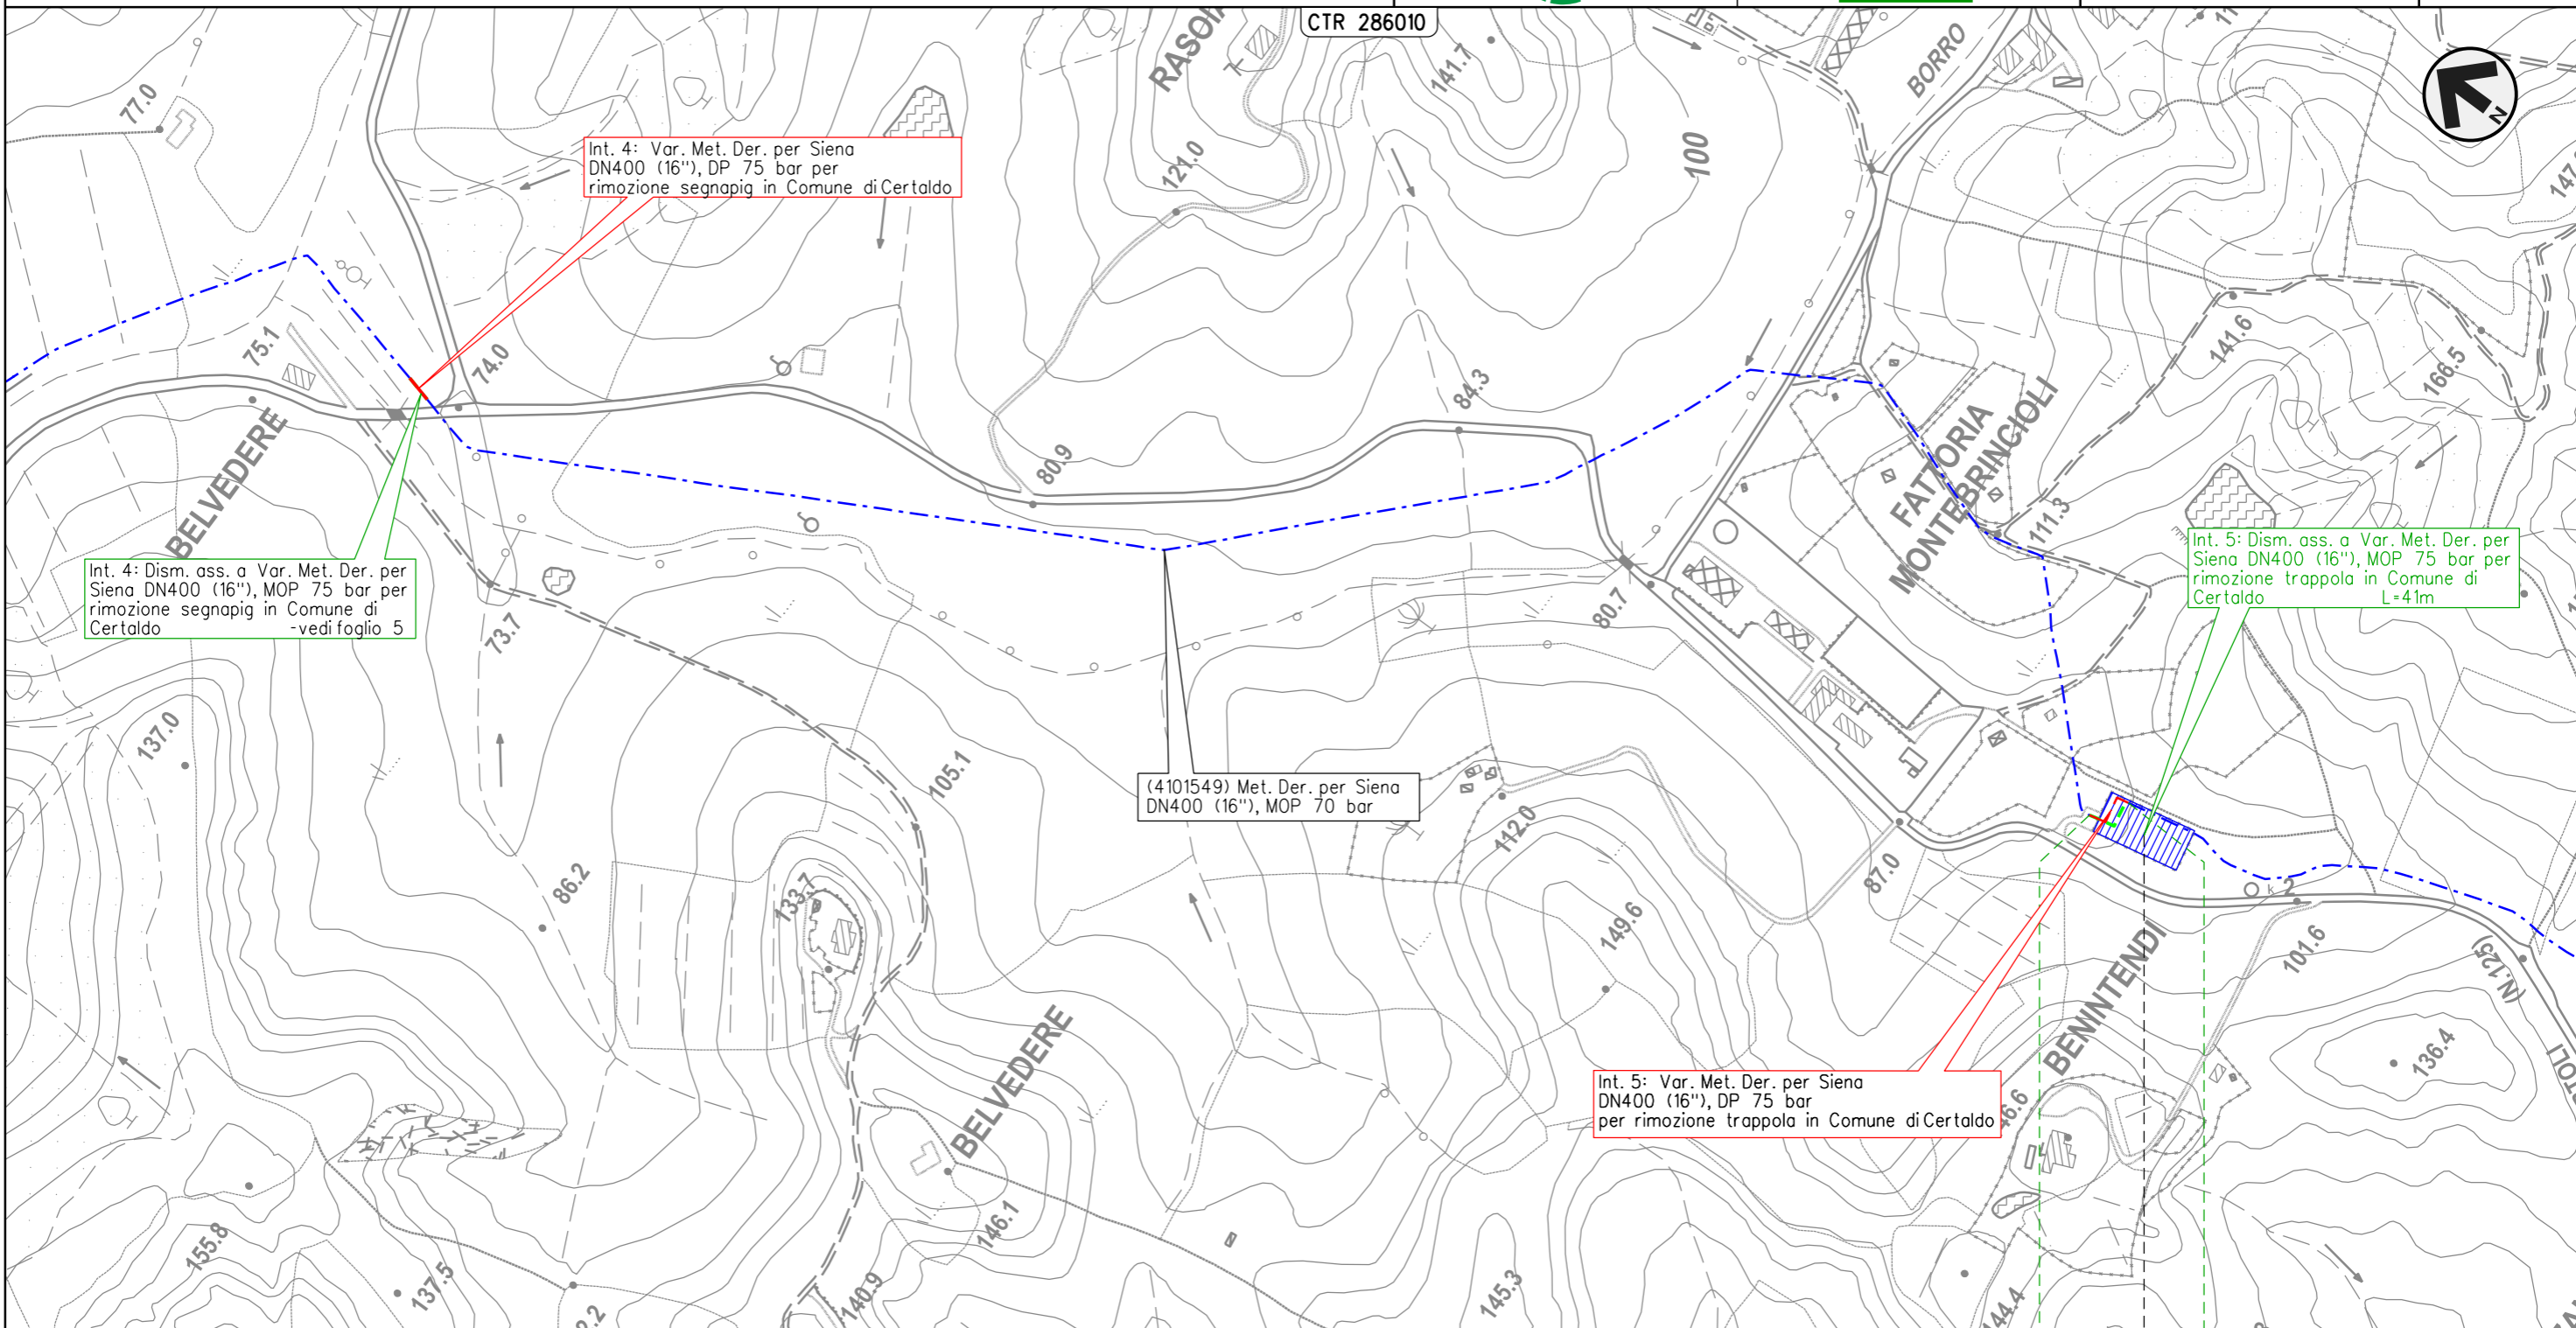 CTR 286010
RASOIA
BORRO
77.0
141.7
Int. 4: Var. Met. Der. per Siena
DN400 (16"), DP 75 bar per
rimozione segnapig in Comune di Certaldo
121.0
100
N
75.1
74.0
84.3
80.9
141.6
166.5
BELVEDERE
FATTORIA
MONTEBRINCIOLI
111.3
Int. 4: Dism. ass. a Var. Met. Der. per
Siena DN400 (16"), MOP 75 bar per
rimozione segnapig in Comune di
Certaldo -vedi foglio 5
Int. 5: Dism. ass. a Var. Met. Der. per
Siena DN400 (16"), MOP 75 bar per
rimozione trappola in Comune di
Certaldo L=41m
73.7
80.7
137.0
105.1
(4101549) Met. Der. per Siena
DN400 (16"), MOP 70 bar
112.0
86.2
133.7
87.0
k 2
149.6
101.6
(N.125)
BENINTENDI
BELVEDERE
136.4
Int. 5: Var. Met. Der. per Siena
DN400 (16"), DP 75 bar
per rimozione trappola in Comune di Certaldo
146.1
155.8
137.5
140.9
145.3